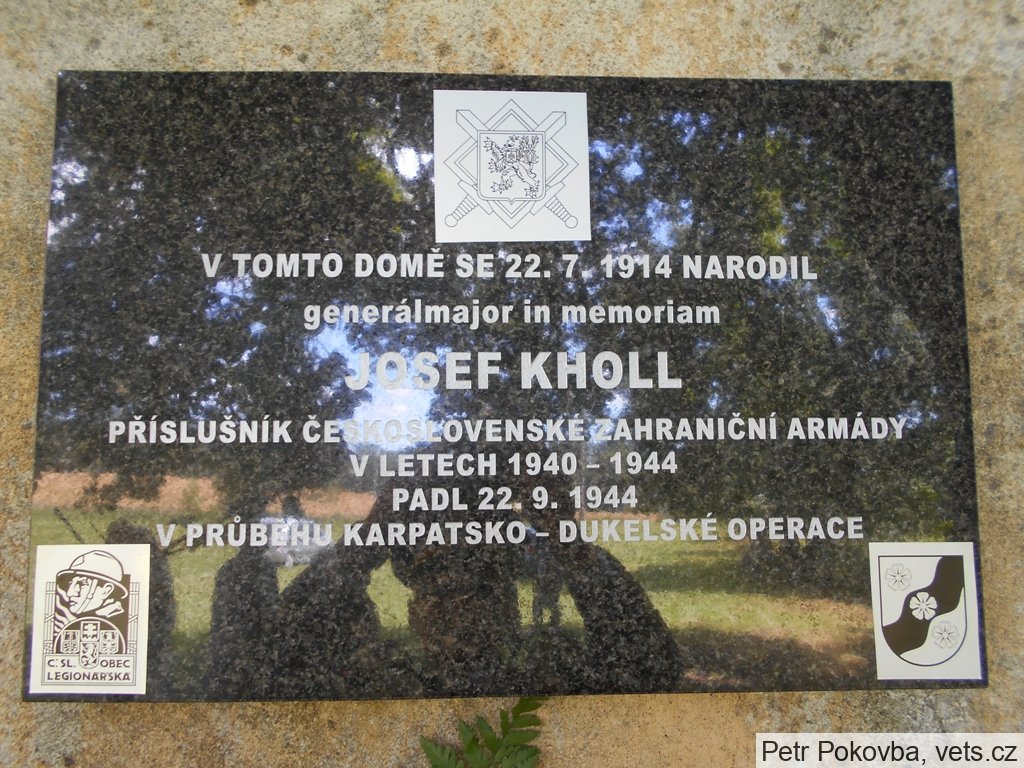 V TOMTO DOMĚ SE 22. 7. 1914 NARODIL
generálmajor in memoriam
JOSEF KHOLL
PŘÍSLUŠNÍK ČESKOSLOVENSKÉ ZAHRANIČNÍ ARMÁDY
V LETECH 1940 – 1944
PADL 22. 9. 1944
V PRŮBĚHU KARPATSKO – DUKELSKÉ OPERACE
Č.SL. OBEC
LEGIONÁŘSKÁ
Petr Pokovba, vets.cz